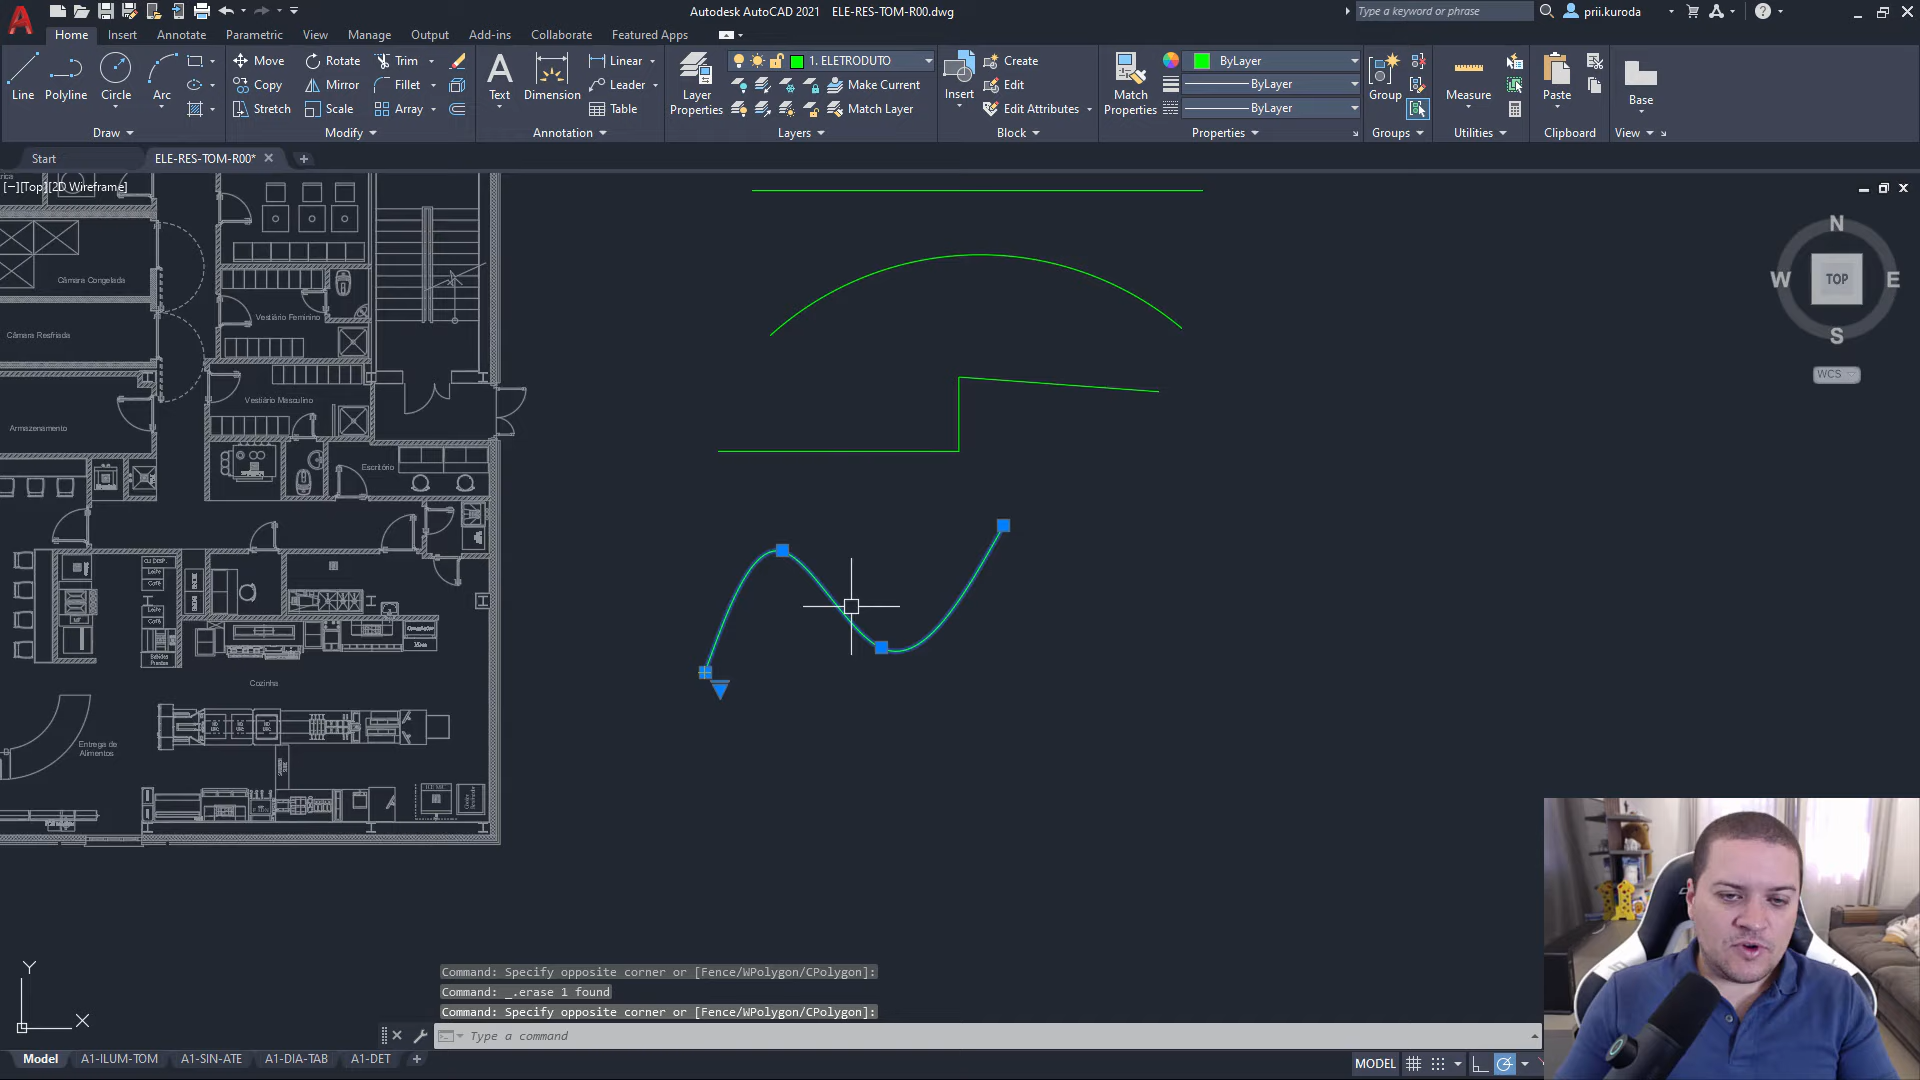 Autodesk AutoCAD 2021 ELE-RES-TOM-R00.dwg
Type a keyword or phrase
prii.kuroda
Home Insert Annotate Parametric View Manage Output Add-ins Collaborate Featured Apps
Line
Polyline
Circle
Arc
Draw
Move
Copy
Stretch
Rotate
Mirror
Scale
Trim
Fillet
Array
Modify
Text
Dimension
Linear
Leader
Table
Annotation
Layer
Properties
1. ELETRODUTO
Make Current
Match Layer
Layers
Insert
Create
Edit
Edit Attributes
Block
Match
Properties
ByLayer
ByLayer
ByLayer
Properties
Group
Groups
Measure
Utilities
Paste
Clipboard
Base
View
Start
ELE-RES-TOM-R00*
[−][Top][2D Wireframe]
N
W
TOP
E
S
WCS
Câmara Congelada
Vestiário Feminino
Câmara Resfriada
Vestiário Masculino
Armazenamento
Escritório
Cozinha
Entrega de
Alimentos
Y
X
Command: Specify opposite corner or [Fence/WPolygon/CPolygon]:
Command: _.erase 1 found
Command: Specify opposite corner or [Fence/WPolygon/CPolygon]:
Type a command
Model A1-ILUM-TOM A1-SIN-ATE A1-DIA-TAB A1-DET
MODEL